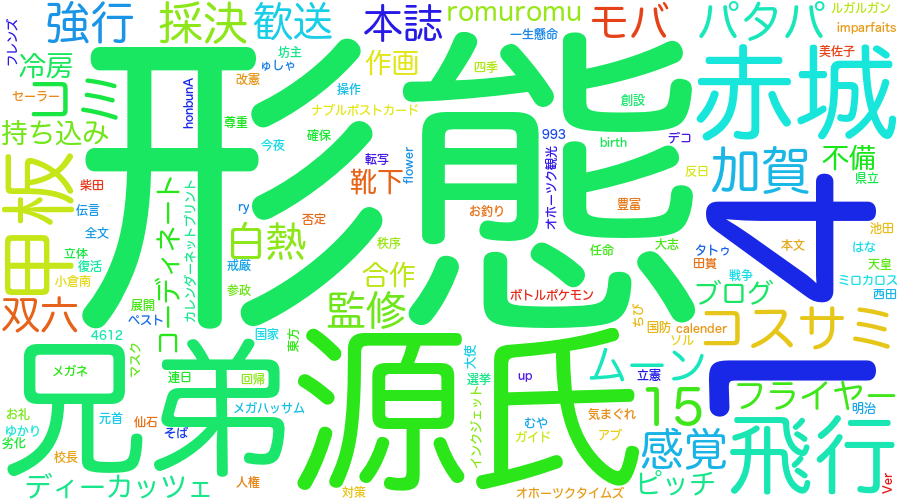 強行
採決
歓送
本誌
romuromu
モバ
パタパ
ルガルガン
imparfaits
フレンズ
冷房
坊主
ゅしゃ
作画
一生懸命
四季
美佐子
セーラー
コミ
honbunA
改憲
操作
形態
赤城
ナブルポストカード
創設
持ち込み
尊重
今夜
確保
転写
flower
993
birth
デコ
加賀
不備
甲板
柴田
靴下
オホーツク観光
反日
県立
伝言
コーディネート
カレンダーネットプリント
ry
否定
お釣り
豊富
4
全文
白熱
秩序
任命
大志
タトゥ
本文
池田
はな
立体
復活
戒厳
合作
田賞
戦争
天皇
小倉南
参政
ボトルポケモン
ブログ
ミロカロス
西田
双六
展開
ベスト
監修
ちび
国防
calender
コスサミ
4612
国家
東方
ソル
兄弟
源氏
マスク
大使
ムーン
「
メガネ
連日
回帰
選挙
up
立憲
フライヤー
お礼
元首
メガハッサム
インクジェット
気まぐれ
15
明治
ゆかり
仙石
そば
むや
飛行
劣化
ガイド
アブ
感覚
校長
ディーカッツェ
人権
対策
オホーツクタイムズ
ピッチ
Ver